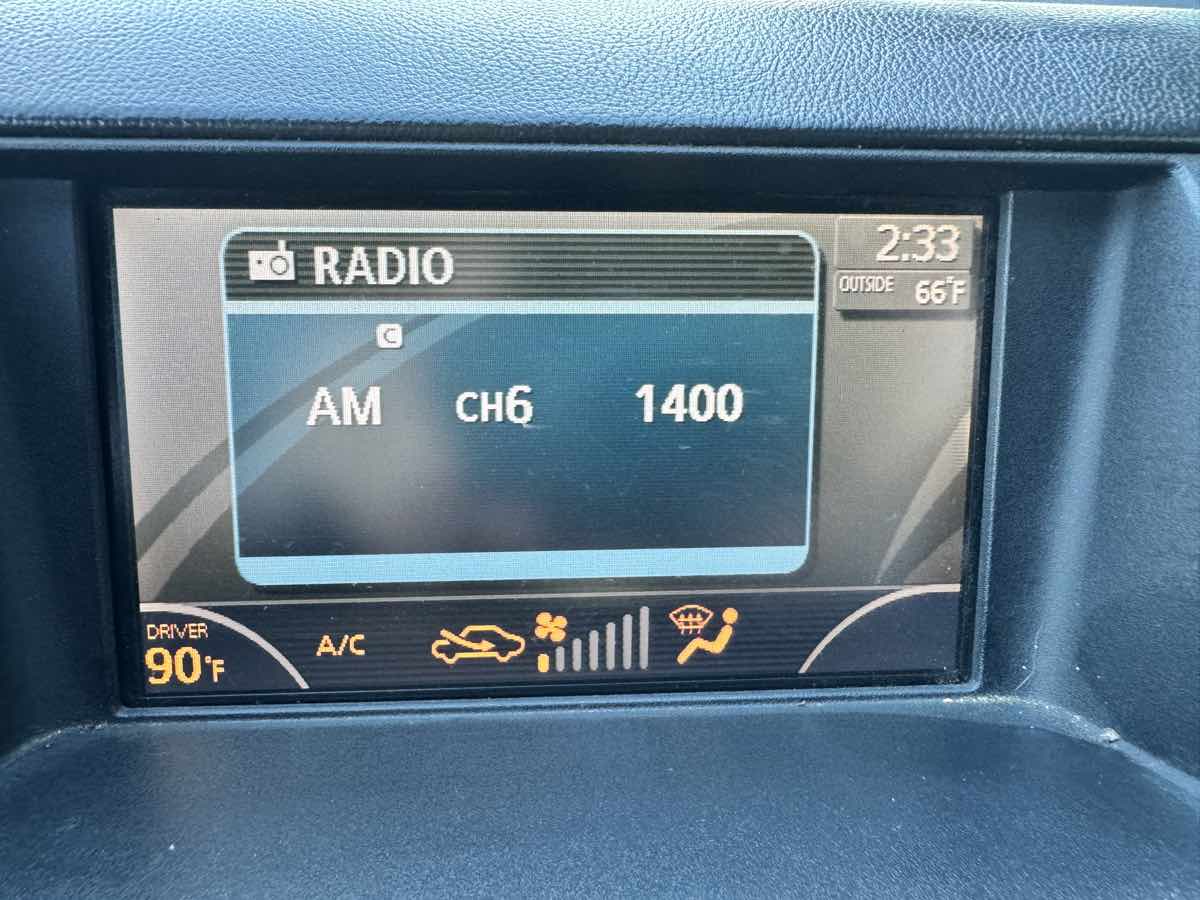 RADIO
2:33
OUTSIDE 66°F
C
AM CH6 1400
DRIVER
90°F
A/C